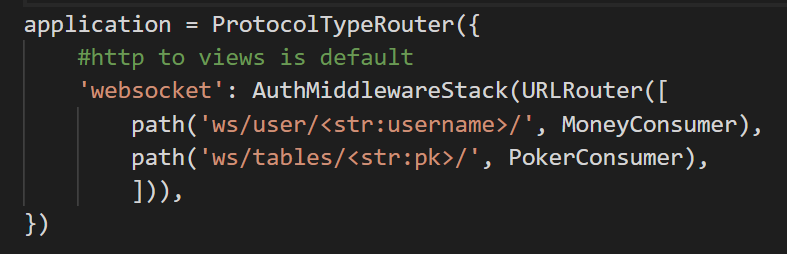 application = ProtocolTypeRouter({
    #http to views is default
    'websocket': AuthMiddlewareStack(URLRouter([
        path('ws/user/<str:username>/', MoneyConsumer),
        path('ws/tables/<str:pk>/', PokerConsumer),
        ])),
})